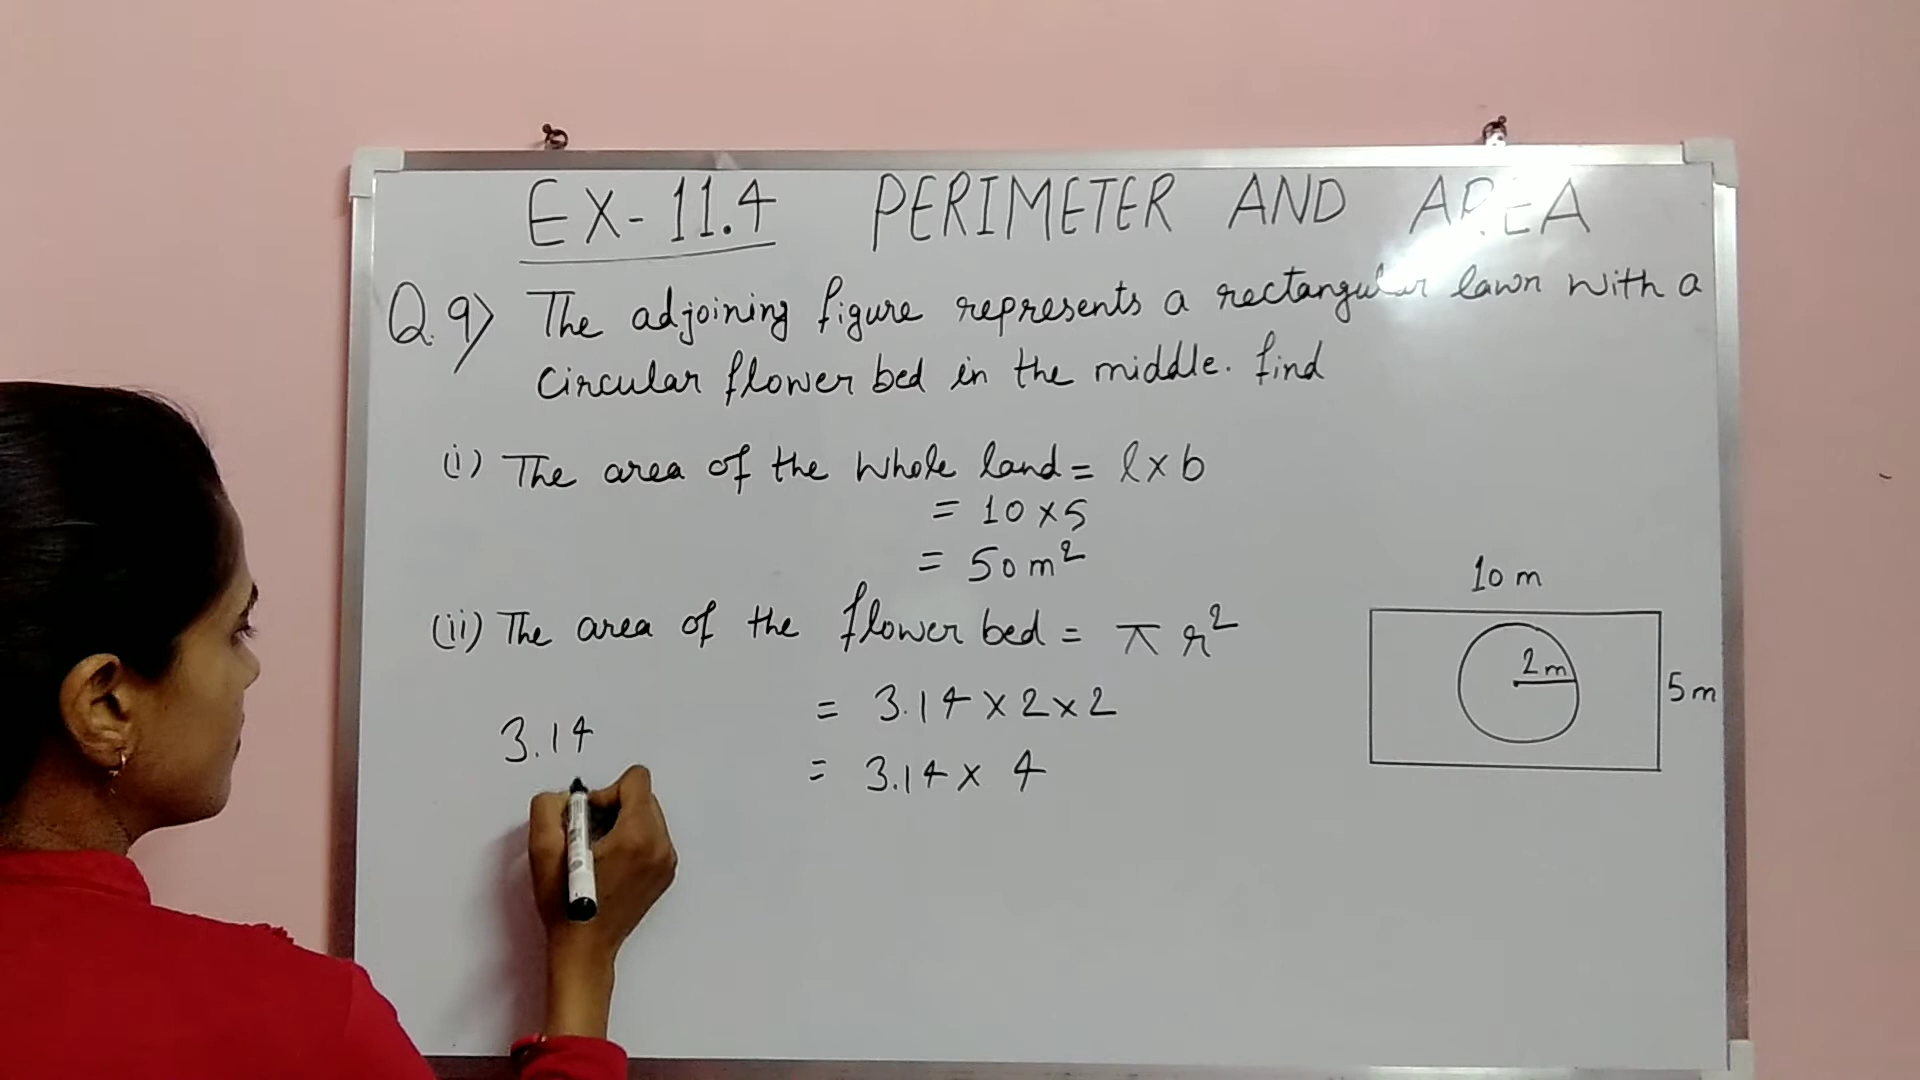 EX-11.4 PERIMETER AND AREA
Q.9) The adjoining figure represents a rectangular lawn with a
circular flower bed in the middle. find
(i) The area of the whole land = l × b
= 10 × 5
= 50 m²
(ii) The area of the flower bed = π r²
= 3.14 × 2 × 2
= 3.14 × 4
3.14
10 m
2 m
5 m